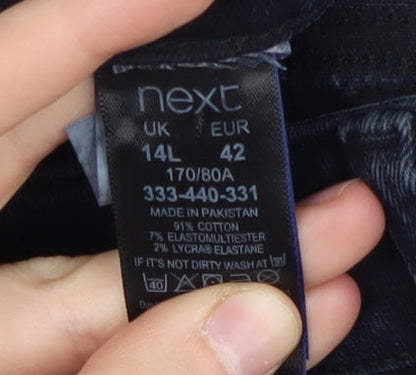 next
UK EUR
14L 42
170/80A
333-440-331
MADE IN PAKISTAN
91% COTTON
7% ELASTOMULTIESTER
2% LYCRA® ELASTANE
IF IT'S NOT DIRTY WASH AT
40